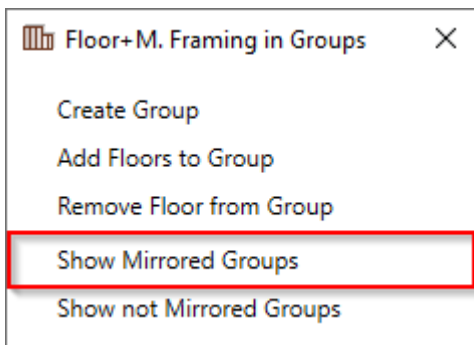 Floor+M. Framing in Groups
Create Group
Add Floors to Group
Remove Floor from Group
Show Mirrored Groups
Show not Mirrored Groups